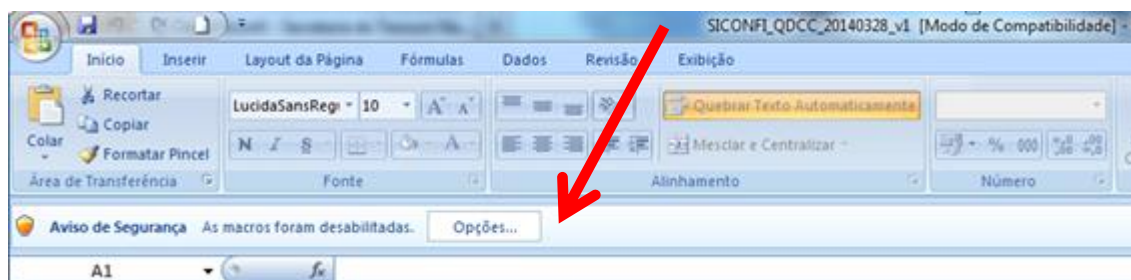 SICONFI_QDCC_20140328_v1 [Modo de Compatibilidade] -
Início Inserir Layout da Página Fórmulas Dados Revisão Exibição
Recortar
Copiar
Formatar Pincel
Colar
LucidaSansRegu 10 A A
N I S A
Quebrar Texto Automaticamente
Mesclar e Centralizar
% 000
Área de Transferência Fonte Alinhamento Número
Aviso de Segurança As macros foram desabilitadas. Opções...
A1 fx